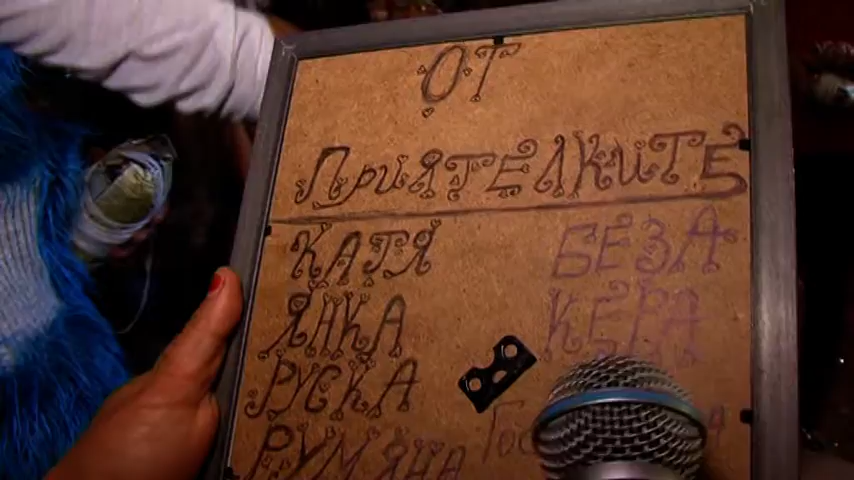 ОТ
ПРИЯТЕЛКИТЕ
КАТЯ БЕЗА
ЯНКА КЕРА
РУСКА
РУМЯНА